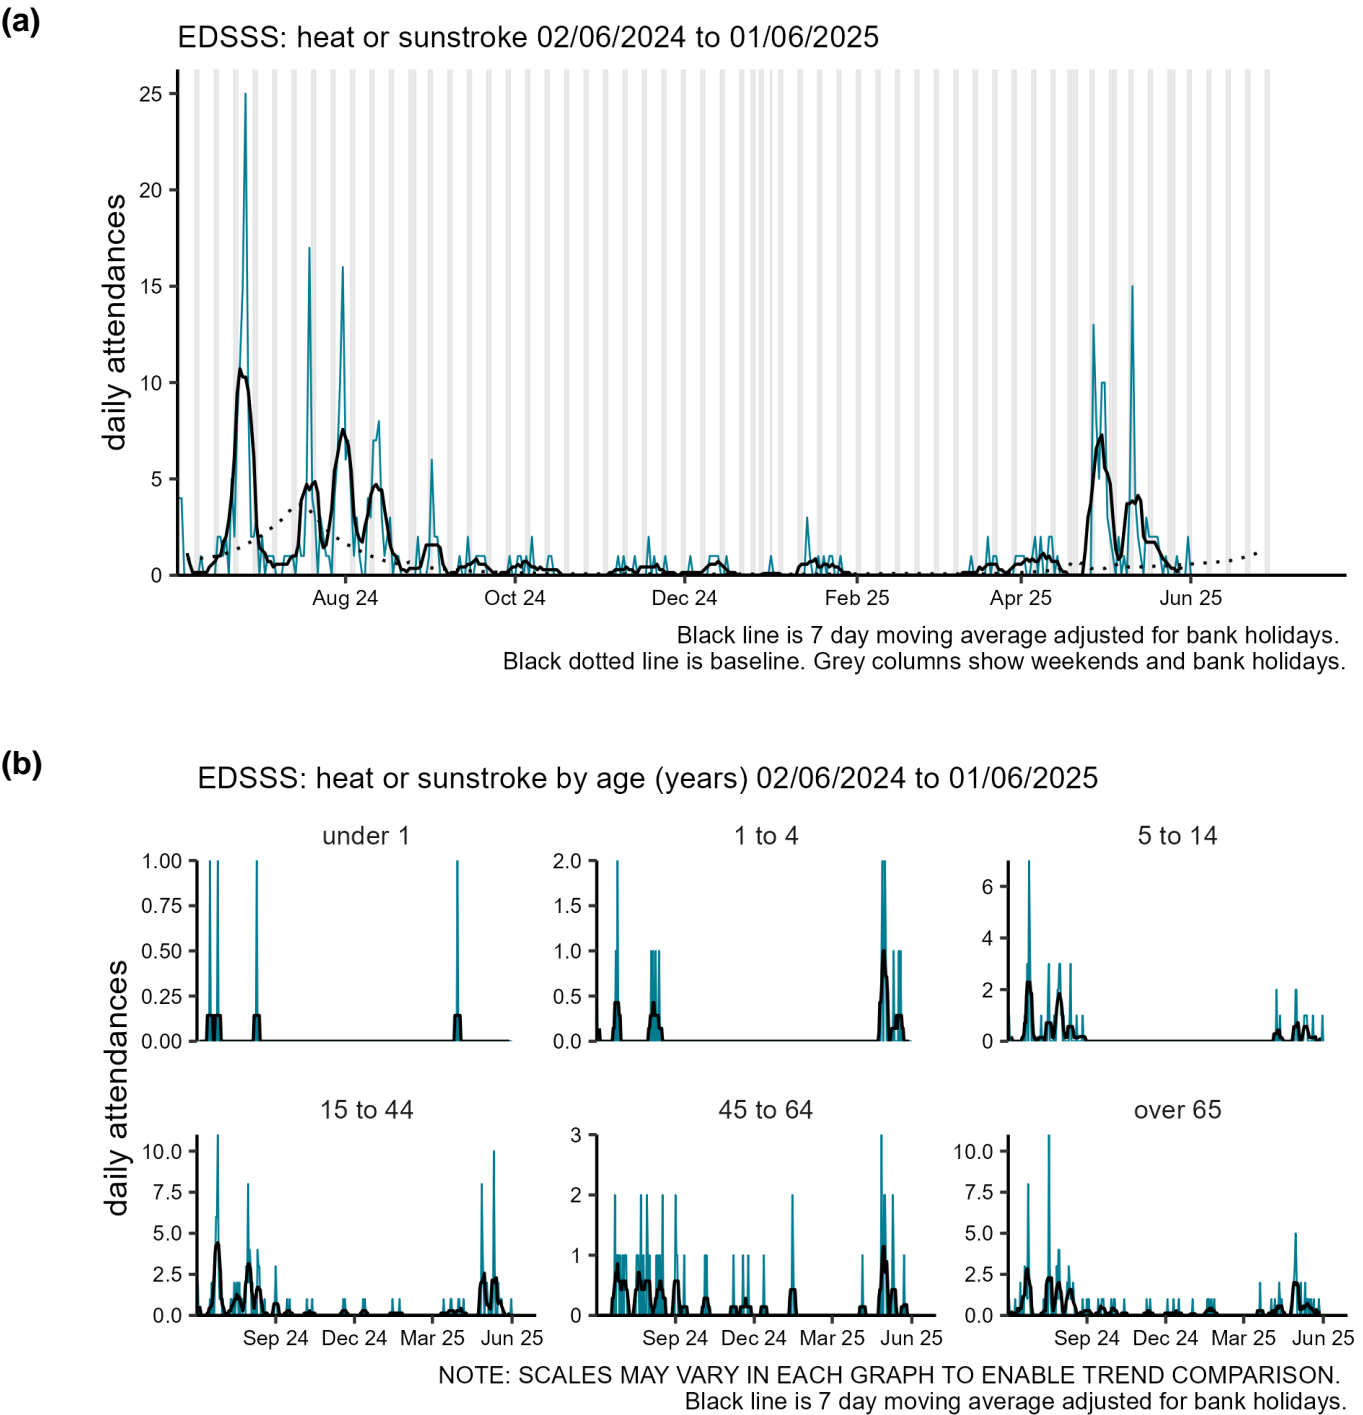 (a)
EDSSS: heat or sunstroke 02/06/2024 to 01/06/2025
daily attendances
25
20
15
10
5
0
Aug 24 Oct 24 Dec 24 Feb 25 Apr 25 Jun 25
Black line is 7 day moving average adjusted for bank holidays.
Black dotted line is baseline. Grey columns show weekends and bank holidays.
(b)
EDSSS: heat or sunstroke by age (years) 02/06/2024 to 01/06/2025
daily attendances
under 1
1.00
0.75
0.50
0.25
0.00
1 to 4
2.0
1.5
1.0
0.5
0.0
5 to 14
6
4
2
0
15 to 44
10.0
7.5
5.0
2.5
0.0
Sep 24 Dec 24 Mar 25 Jun 25
45 to 64
3
2
1
0
Sep 24 Dec 24 Mar 25 Jun 25
over 65
10.0
7.5
5.0
2.5
0.0
Sep 24 Dec 24 Mar 25 Jun 25
NOTE: SCALES MAY VARY IN EACH GRAPH TO ENABLE TREND COMPARISON.
Black line is 7 day moving average adjusted for bank holidays.